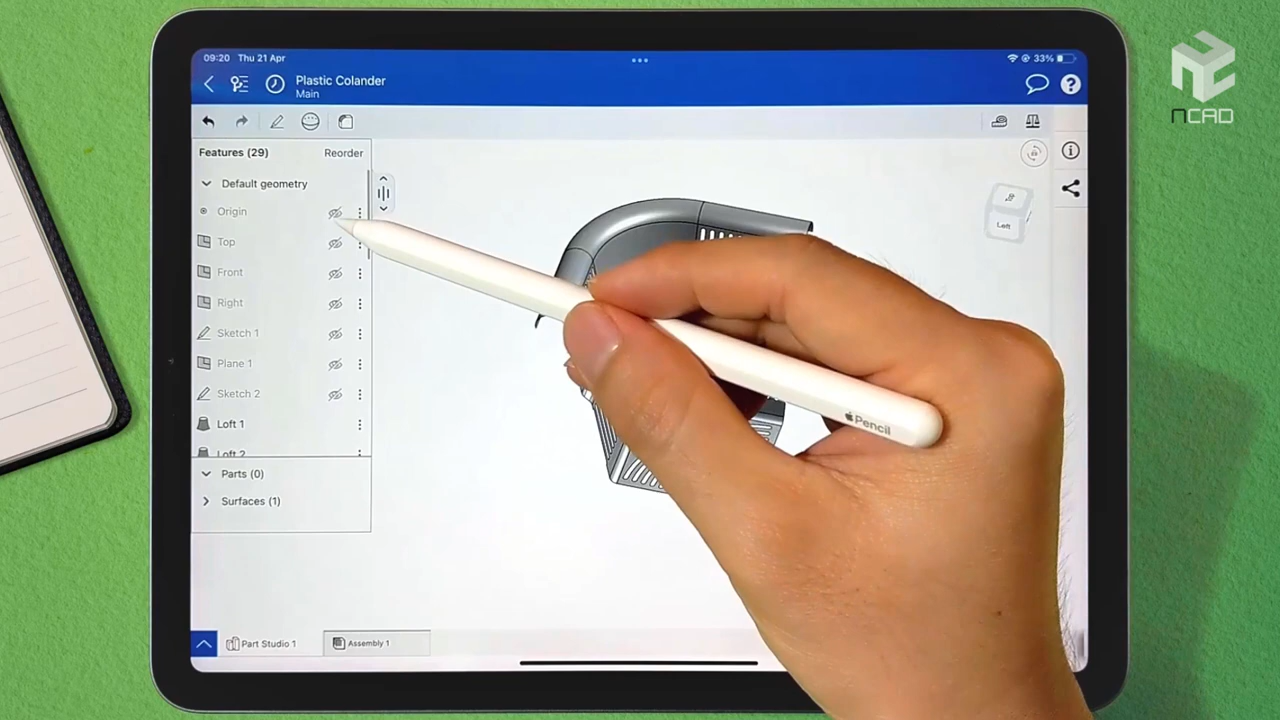 09:20 Thu 21 Apr
33%
Plastic Colander
Main
NCAD
Features (29) Reorder
Default geometry
Origin
Top
Front
Right
Sketch 1
Plane 1
Sketch 2
Loft 1
Loft 2
Parts (0)
Surfaces (1)
Left
Pencil
Part Studio 1
Assembly 1